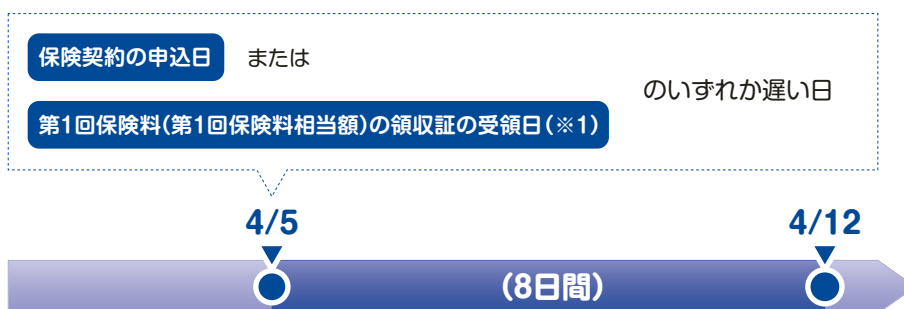 保険契約の申込日 または
第1回保険料(第1回保険料相当額)の領収証の受領日(※1)
のいずれか遅い日
4/5
4/12
(8日間)